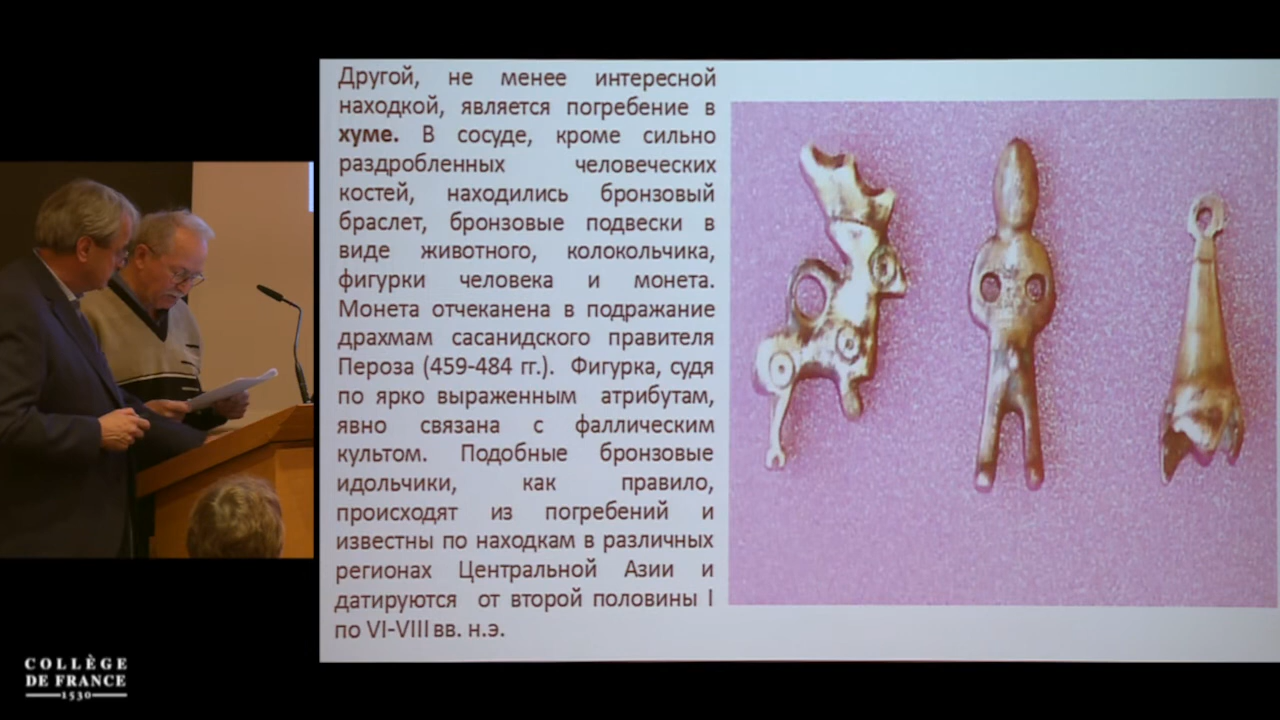 Другой, не менее интересной
находкой, является погребение в
хуме. В сосуде, кроме сильно
раздробленных человеческих
костей, находились бронзовый
браслет, бронзовые подвески в
виде животного, колокольчика,
фигурки человека и монета.
Монета отчеканена в подражание
драхмам сасанидского правителя
Пероза (459-484 гг.). Фигурка, судя
по ярко выраженным атрибутам,
явно связана с фаллическим
культом. Подобные бронзовые
идольчики, как правило,
происходят из погребений и
известны по находкам в различных
регионах Центральной Азии и
датируются от второй половины I
по VI-VIII вв. н.э.
COLLÈGE
DE FRANCE
1530